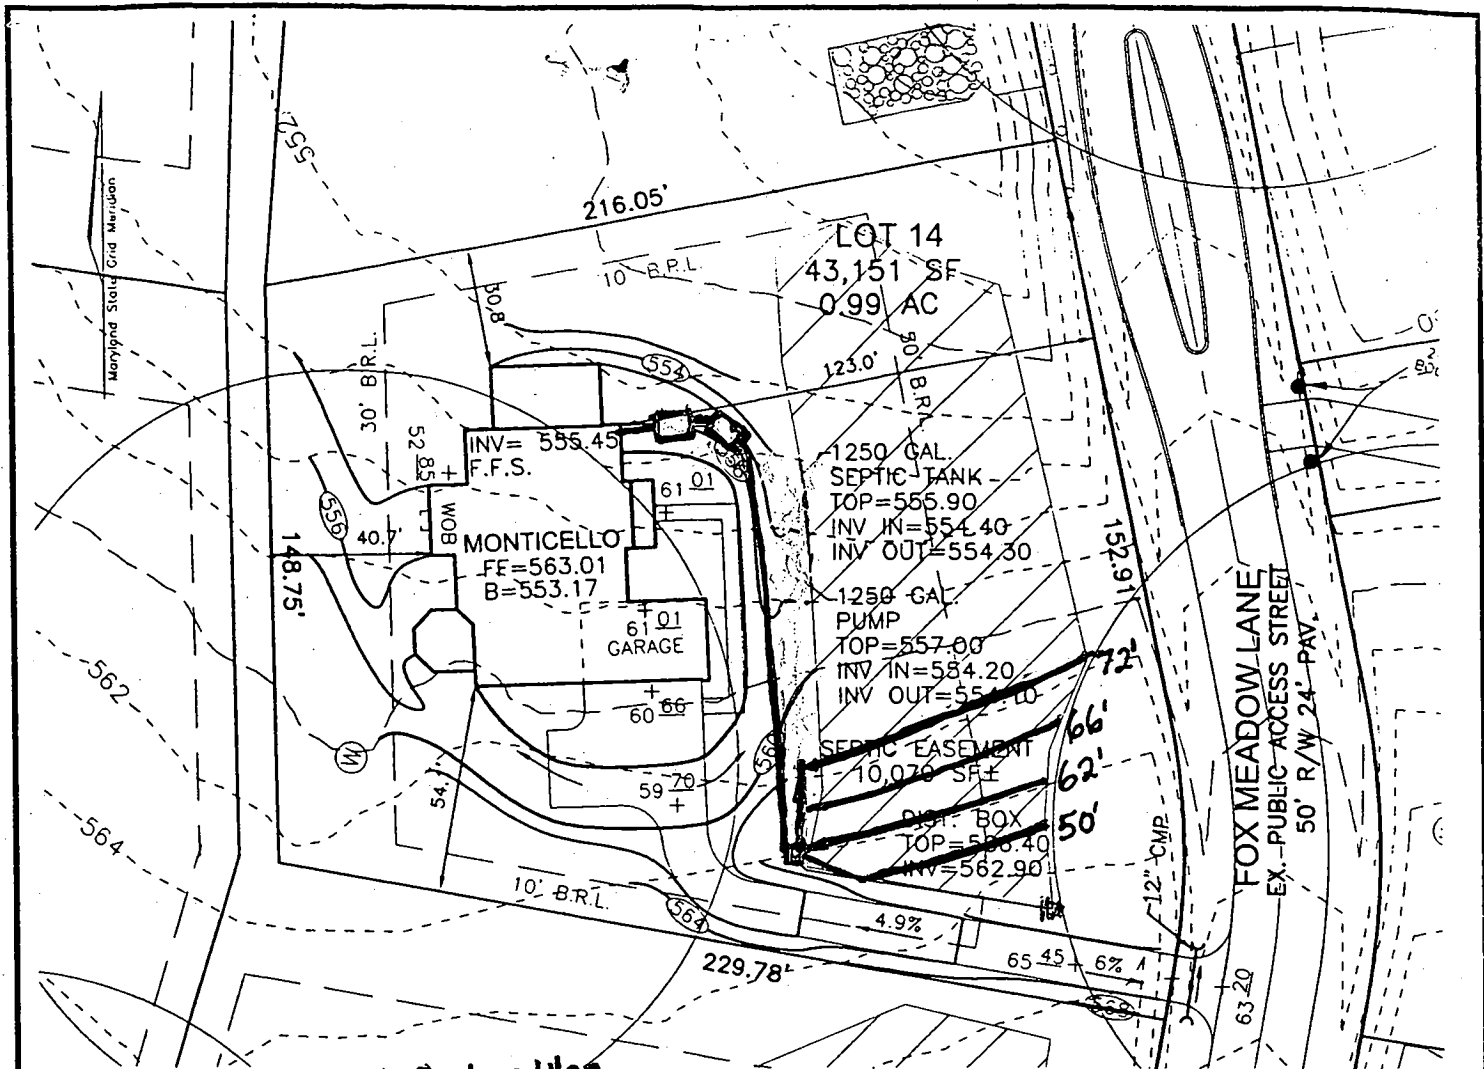 552
Maryland State Grid Meridian
216.05'
LOT 14
43,151 SF
0.99 AC
10' B.R.L.
30.8'
30' B.R.L.
123.0'
30' B.R.L.
554
INV= 555.45
F.F.S.
52 85
61 01
1250 GAL.
SEPTIC TANK
TOP=555.90
INV IN=554.40
INV OUT=554.30
556
WOB
40.7'
MONTICELLO
FF=563.01
B=553.17
148.75'
152.91'
1250 GAL.
PUMP
TOP=557.00
INV IN=554.20
INV OUT=554.10
61 01
GARAGE
72'
FOX MEADOW LANE
EX. PUBLIC ACCESS STREET
50' R/W 24' PAV.
562
60 66
66'
560
SEPTIC EASEMENT
10,070 SF±
62'
59 70
50'
DIST. BOX
INV=562.90
564
10' B.R.L.
564
4.9%
12" CMP
229.78'
65 45
6%
63 20